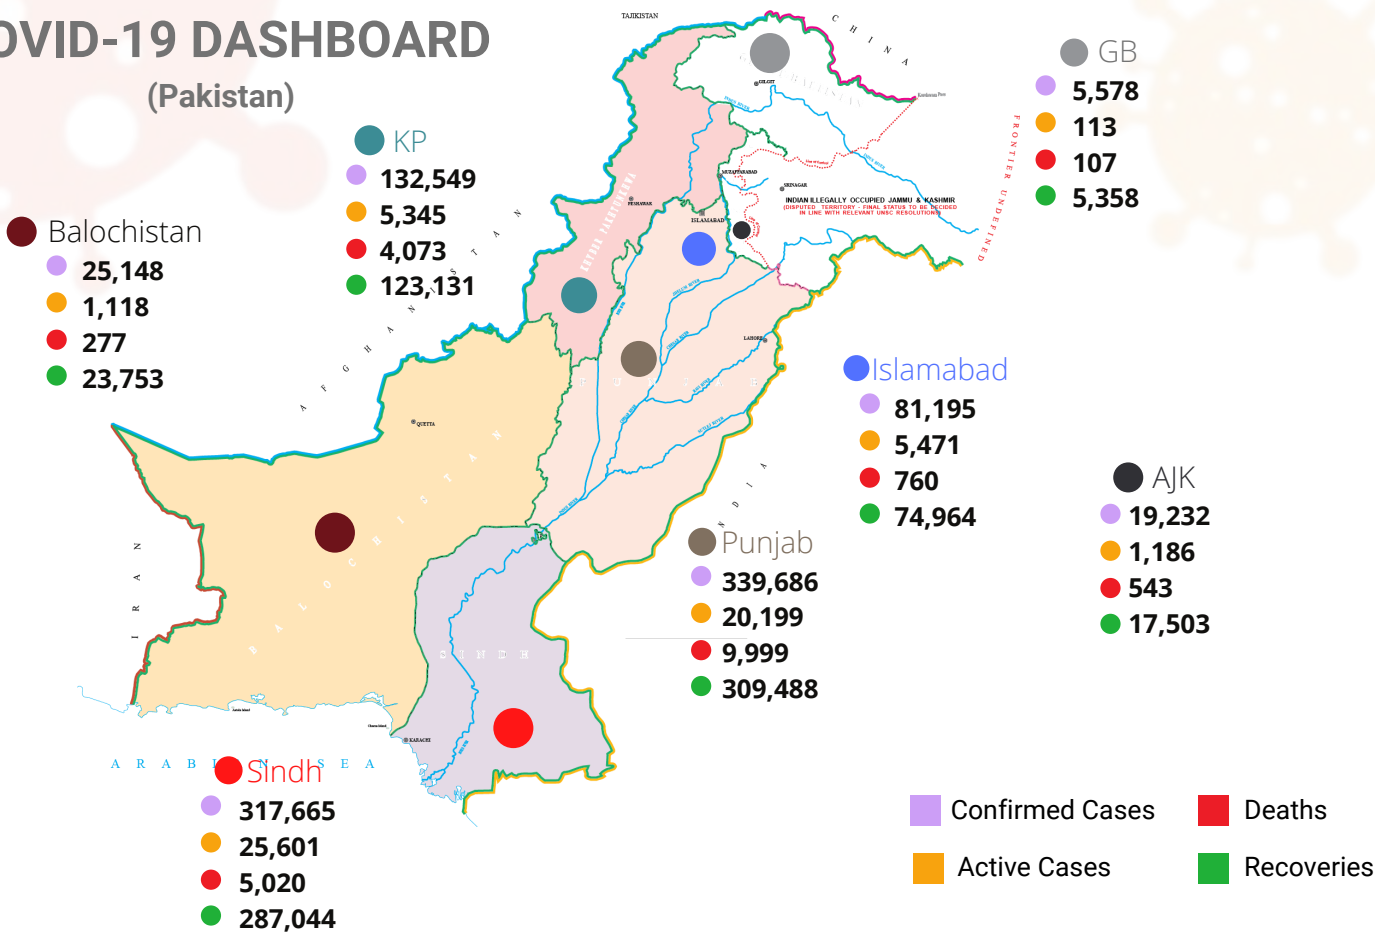 OVID-19 DASHBOARD
(Pakistan)
TAJIKISTAN
CHINA
GILGIT
Karakoram Pass
GB
5,578
113
107
5,358
FRONTIER UNDEFINED
KP
132,549
5,345
4,073
123,131
Balochistan
25,148
1,118
277
23,753
AFGHANISTAN
KHYBER PAKHTUNKHWA
PESHAWAR
MUZAFFARABAD
SRINAGAR
ISLAMABAD
INDIAN ILLEGALLY OCCUPIED JAMMU & KASHMIR
(DISPUTED TERRITORY - FINAL STATUS TO BE DECIDED
IN LINE WITH RELEVANT UNSC RESOLUTIONS)
LAHORE
PUNJAB
QUETTA
BALOCHISTAN
IRAN
INDIA
Islamabad
81,195
5,471
760
74,964
AJK
19,232
1,186
543
17,503
Punjab
339,686
20,199
9,999
309,488
SINDH
KARACHI
ARABIAN SEA
Sindh
317,665
25,601
5,020
287,044
Confirmed Cases
Deaths
Active Cases
Recoveries